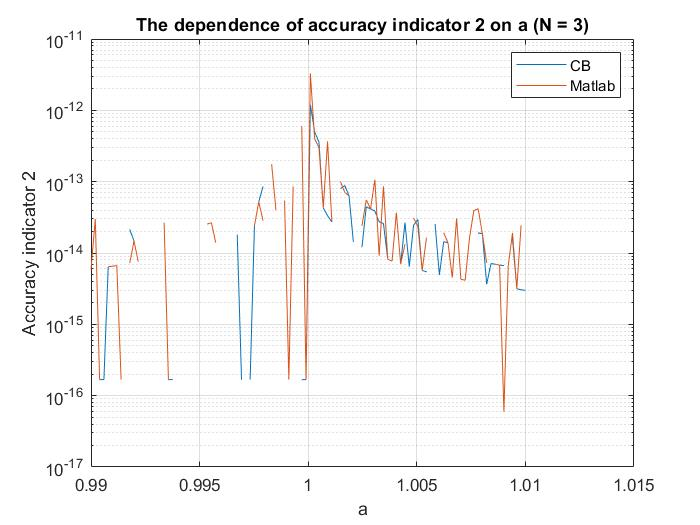 The dependence of accuracy indicator 2 on a (N = 3)
10^-11
10^-12
10^-13
10^-14
10^-15
10^-16
10^-17
Accuracy indicator 2
CB
Matlab
0.99 0.995 1 1.005 1.01 1.015
a